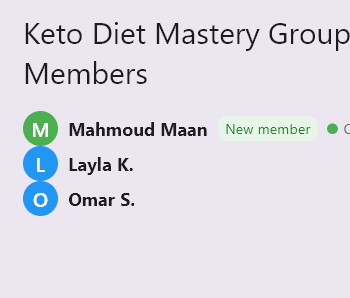 Keto Diet Mastery Group
Members
M Mahmoud Maan New member
L Layla K.
O Omar S.